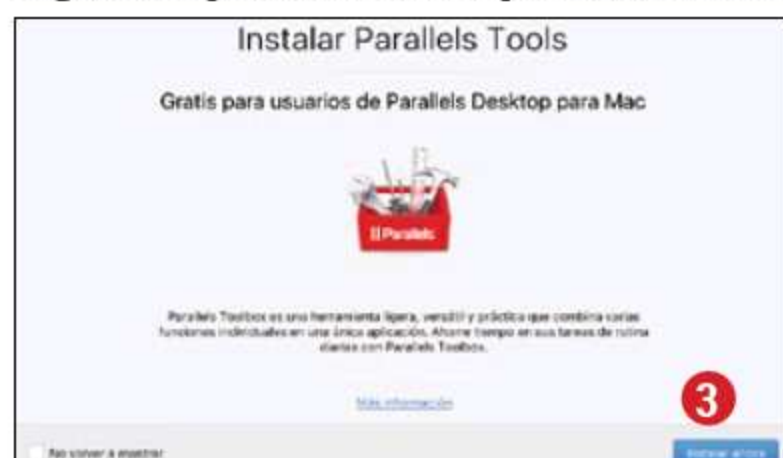 Instalar Parallels Tools
Gratis para usuarios de Parallels Desktop para Mac
Parallels
Parallels Toolbox es una herramienta ligera, versátil y práctica que combina varias
funciones individuales en una única aplicación. Ahorre tiempo en sus tareas de rutina
diarias con Parallels Toolbox.
Más información
3
No volver a mostrar
Instalar ahora